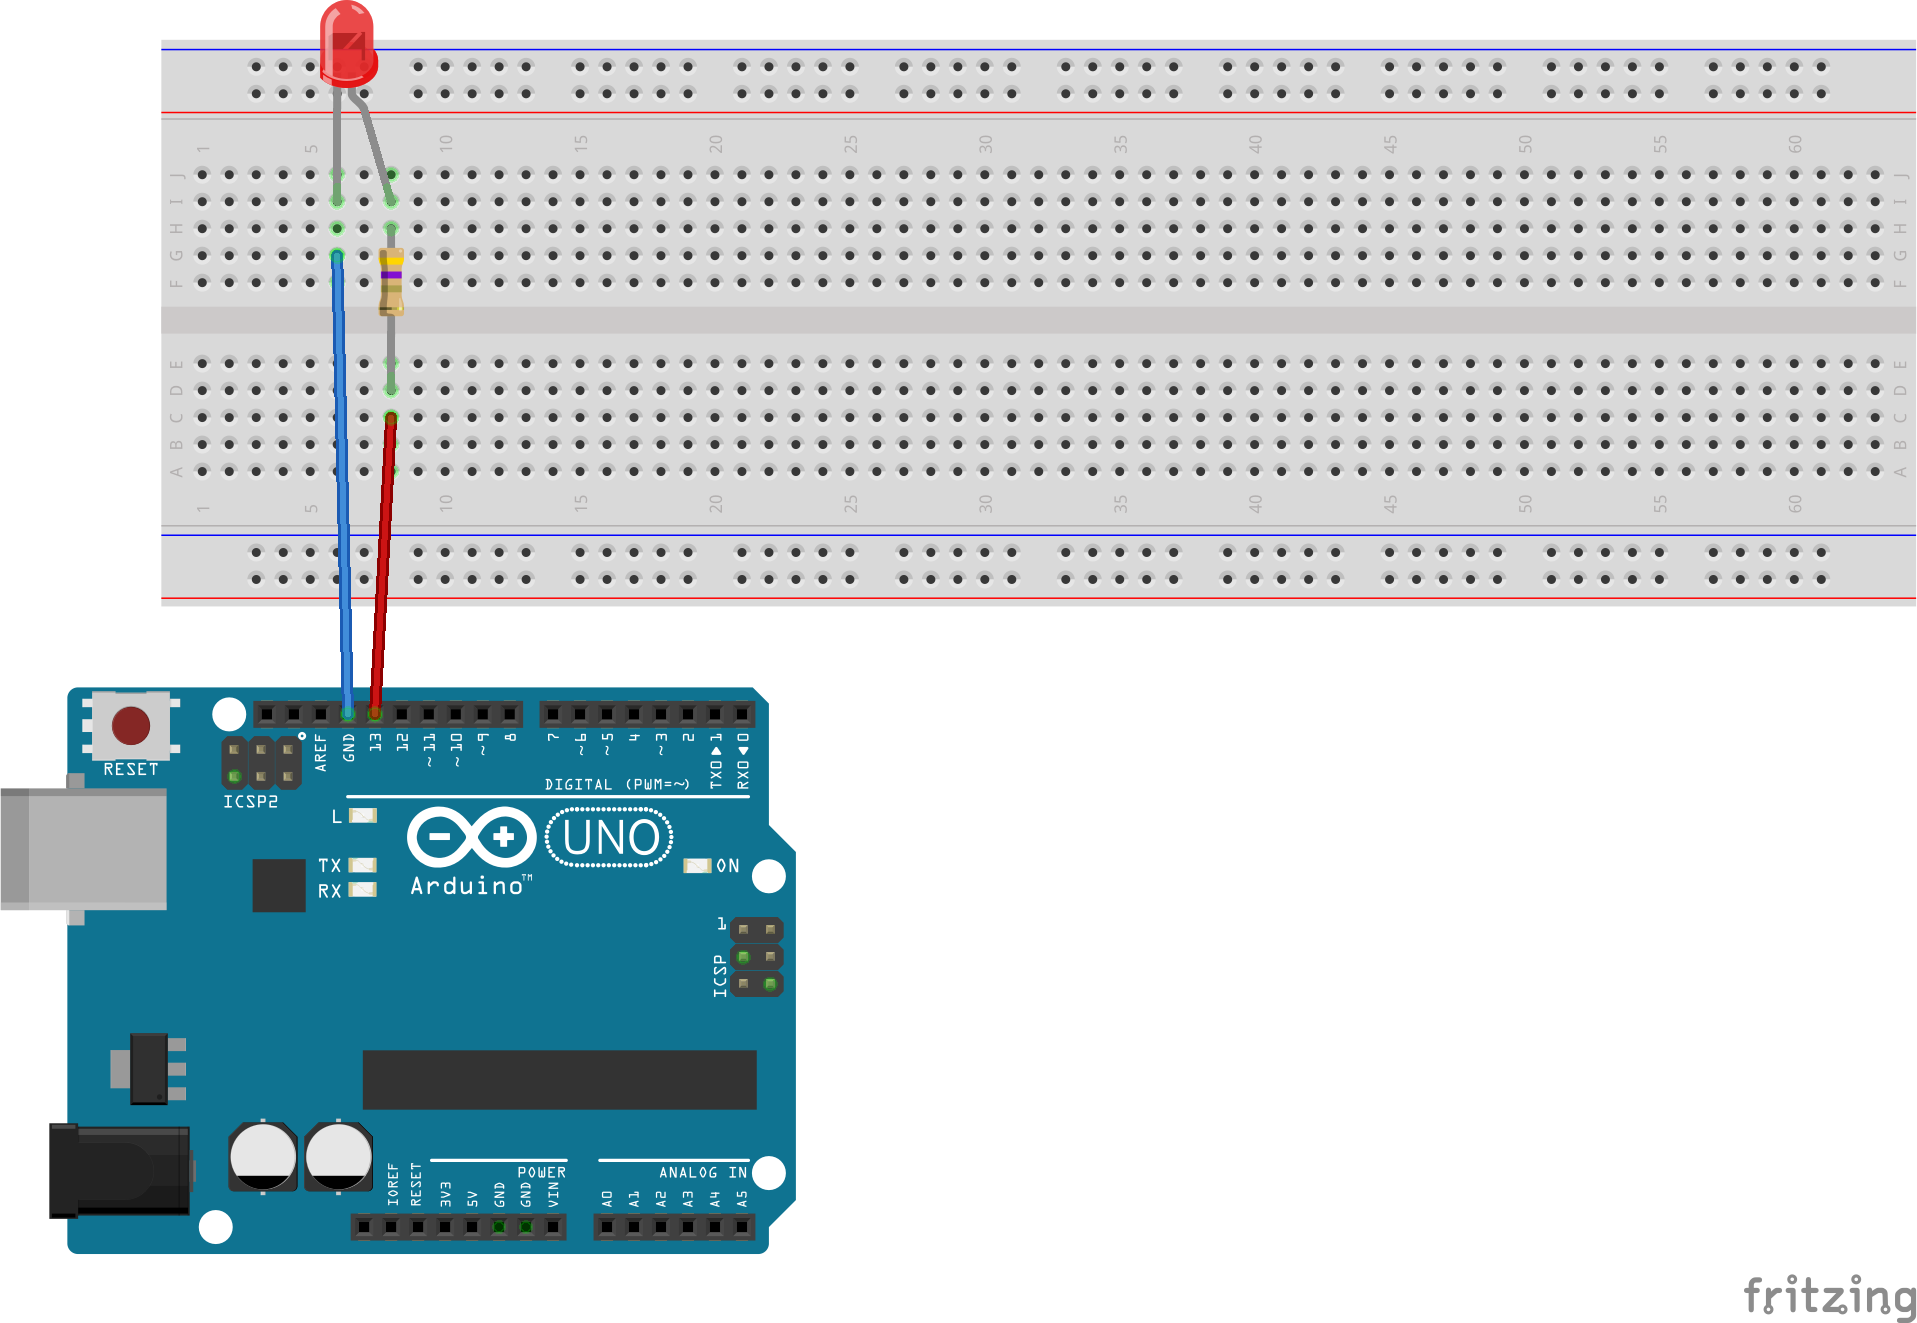 1 5 10 15 20 25 30 35 40 45 50 55 60
J J
I I
H H
G G
F F
E E
D D
C C
B B
A A
1 5 10 15 20 25 30 35 40 45 50 55 60
RESET
AREF GND 13 12 ~11 ~10 ~9 8 7 ~6 ~5 4 ~3 2 TX0▶1 RX0◀0
DIGITAL (PWM=~)
ICSP2
L
TX
RX
UNO
Arduino™
ON
1
ICSP
POWER
ANALOG IN
IOREF RESET 3V3 5V GND GND VIN A0 A1 A2 A3 A4 A5
fritzing